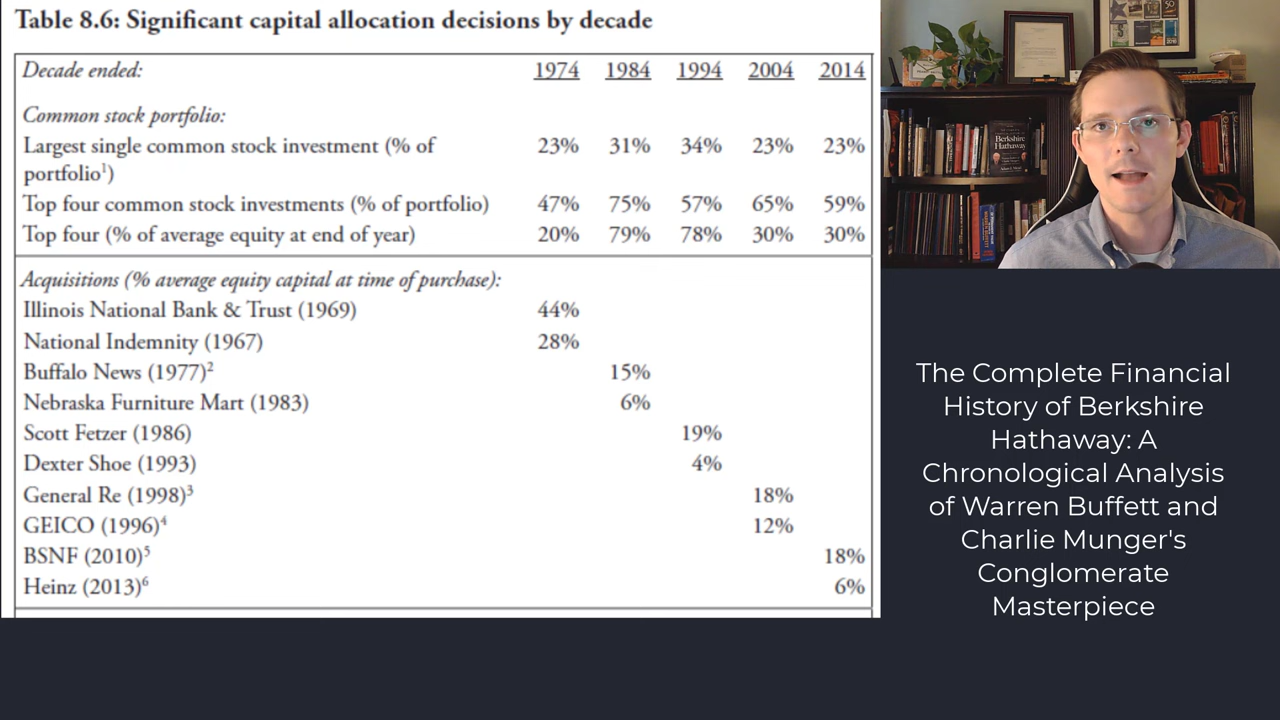 Table 8.6: Significant capital allocation decisions by decade
Decade ended: 1974 1984 1994 2004 2014
Common stock portfolio:
Largest single common stock investment (% of 23% 31% 34% 23% 23%
portfolio¹)
Top four common stock investments (% of portfolio) 47% 75% 57% 65% 59%
Top four (% of average equity at end of year) 20% 79% 78% 30% 30%
Acquisitions (% average equity capital at time of purchase):
Illinois National Bank & Trust (1969) 44%
National Indemnity (1967) 28%
Buffalo News (1977)² 15%
Nebraska Furniture Mart (1983) 6%
Scott Fetzer (1986) 19%
Dexter Shoe (1993) 4%
General Re (1998)³ 18%
GEICO (1996)⁴ 12%
BSNF (2010)⁵ 18%
Heinz (2013)⁶ 6%
Berkshire
Hathaway
The Complete Financial
History of Berkshire
Hathaway: A
Chronological Analysis
of Warren Buffett and
Charlie Munger's
Conglomerate
Masterpiece